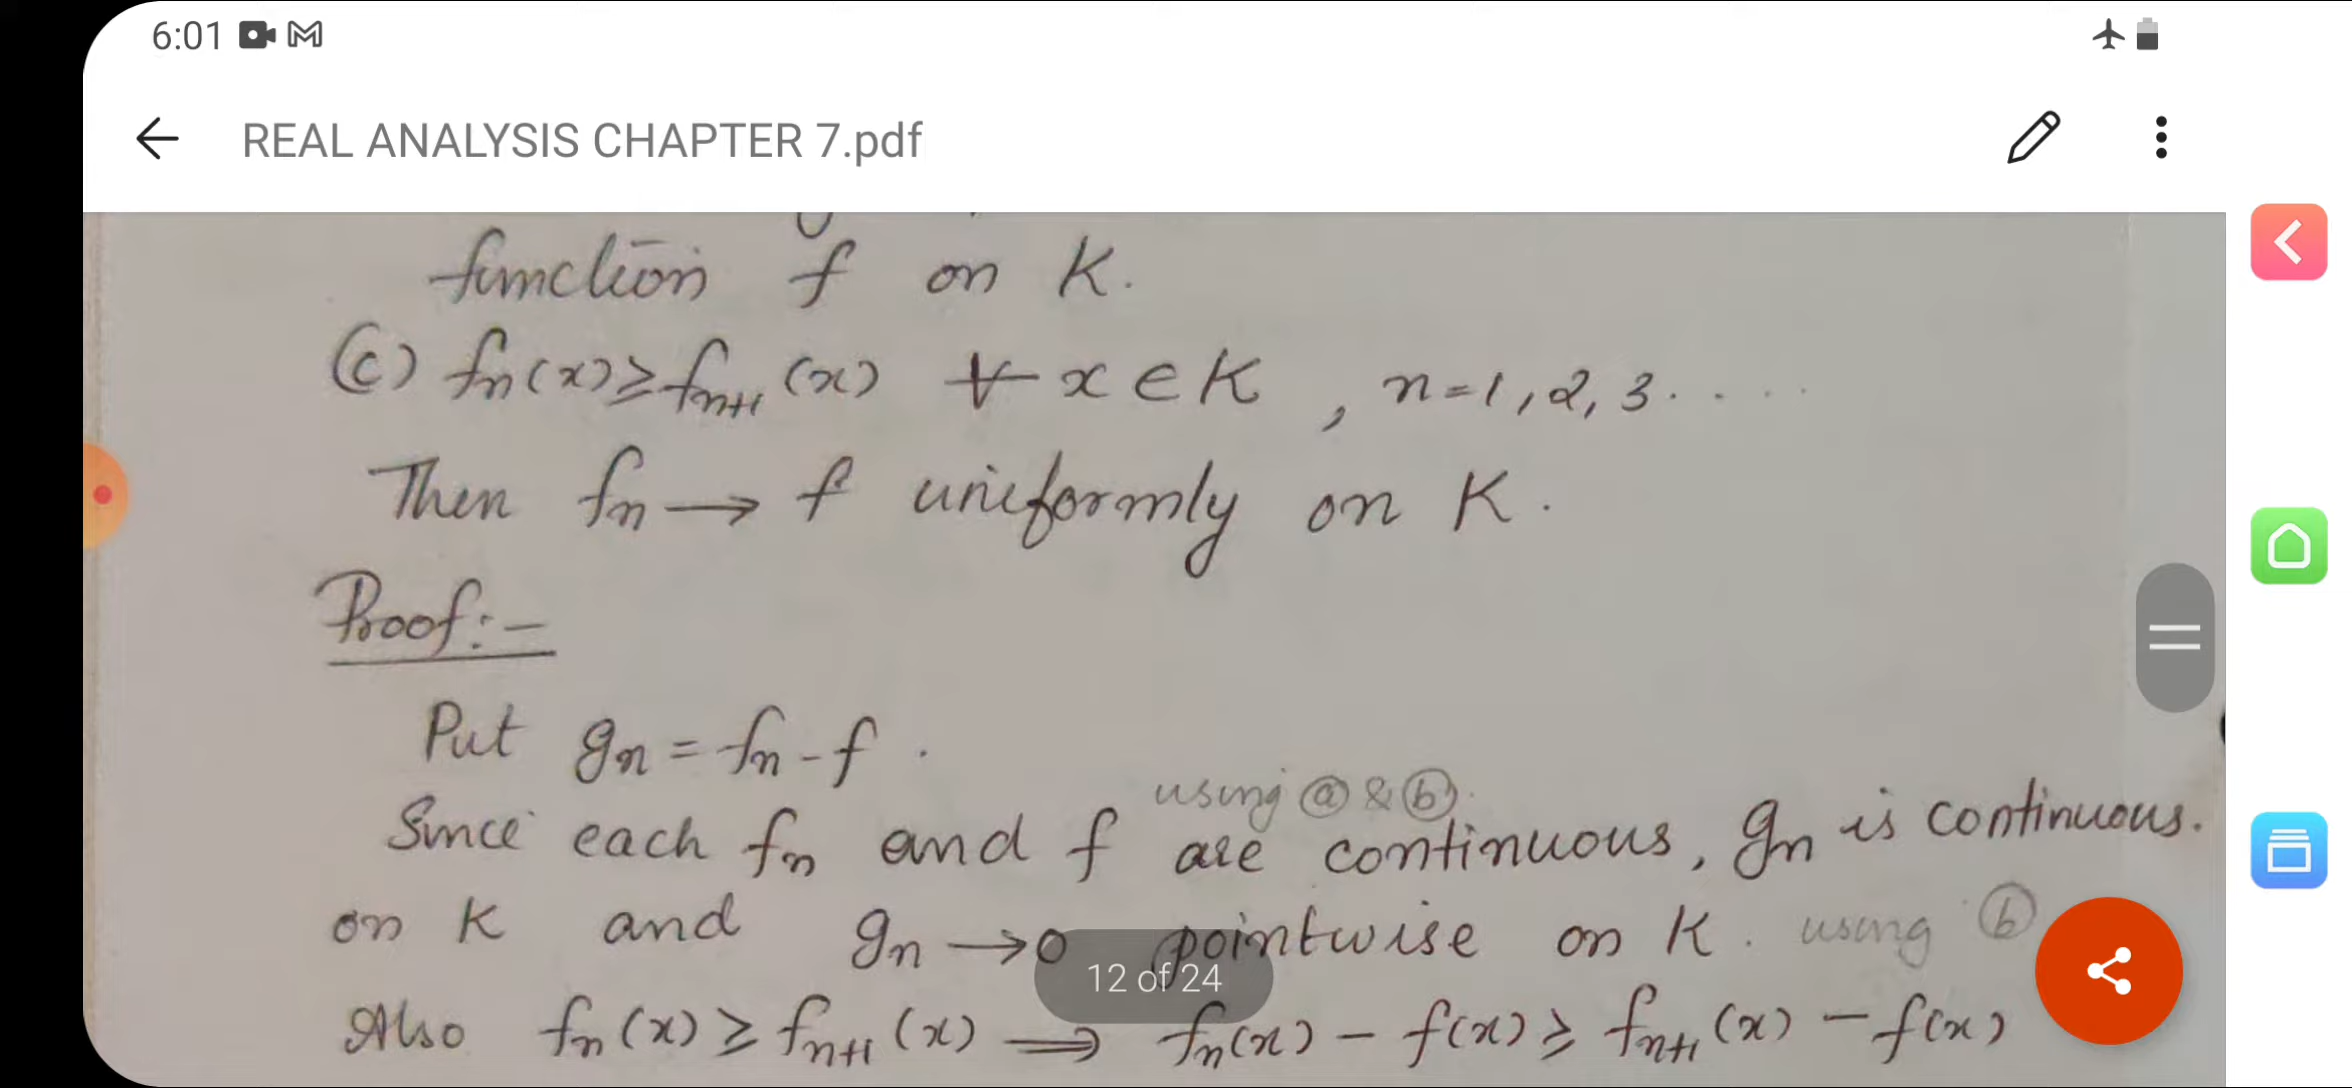 6:01
REAL ANALYSIS CHAPTER 7.pdf
function f on K.
(c) fn(x) ≥ fn+1(x) ∀ x ∈ K, n=1,2,3.....
Then fn → f uniformly on K.
Proof:-
Put gn = fn - f.
using ⓐ & ⓑ.
Since each fn and f are continuous, gn is continuous.
on K and gn → 0 pointwise on K. using ⓑ
12 of 24
Also fn(x) ≥ fn+1(x) ⟹ fn(x) - f(x) ≥ fn+1(x) - f(x)